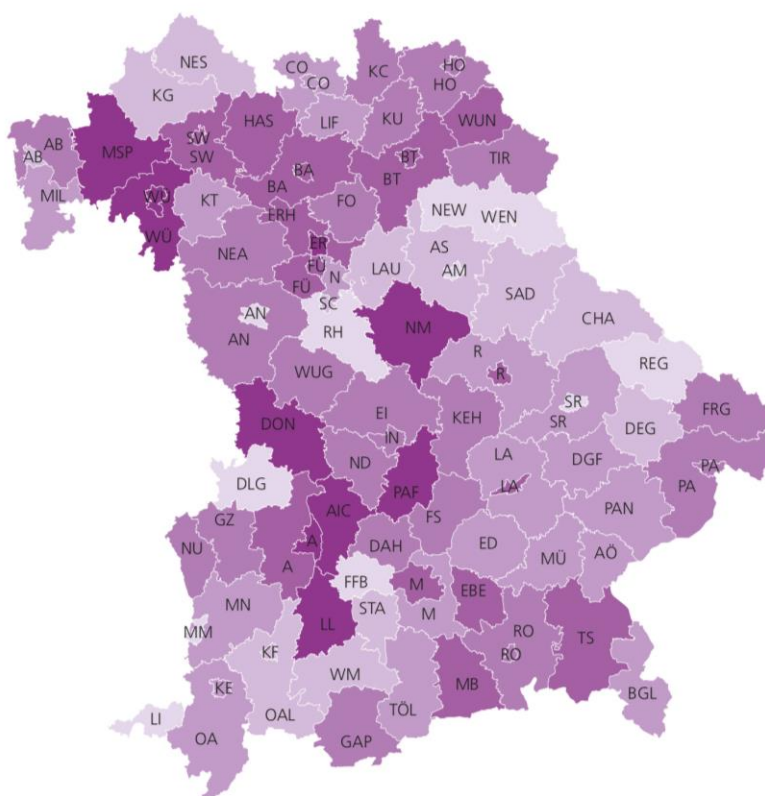 NES
CO
CO
KC
HO
HO
KG
HAS
LIF
KU
WUN
AB
AB
MSP
SW
SW
BA
BA
BT
BT
TIR
MIL
WÜ
WÜ
KT
ERH
FO
NEW
WEN
NEA
ER
FÜ
FÜ
N
LAU
AS
AM
SAD
CHA
AN
AN
SC
RH
NM
R
R
REG
WUG
EI
IN
KEH
SR
SR
DEG
FRG
DON
ND
LA
LA
DGF
PA
PA
DLG
PAF
GZ
AIC
FS
PAN
NU
A
A
DAH
ED
MÜ
AÖ
FFB
M
M
EBE
MN
STA
MM
LL
RO
RO
TS
KF
WM
MB
BGL
KE
LI
OA
OAL
GAP
TÖL